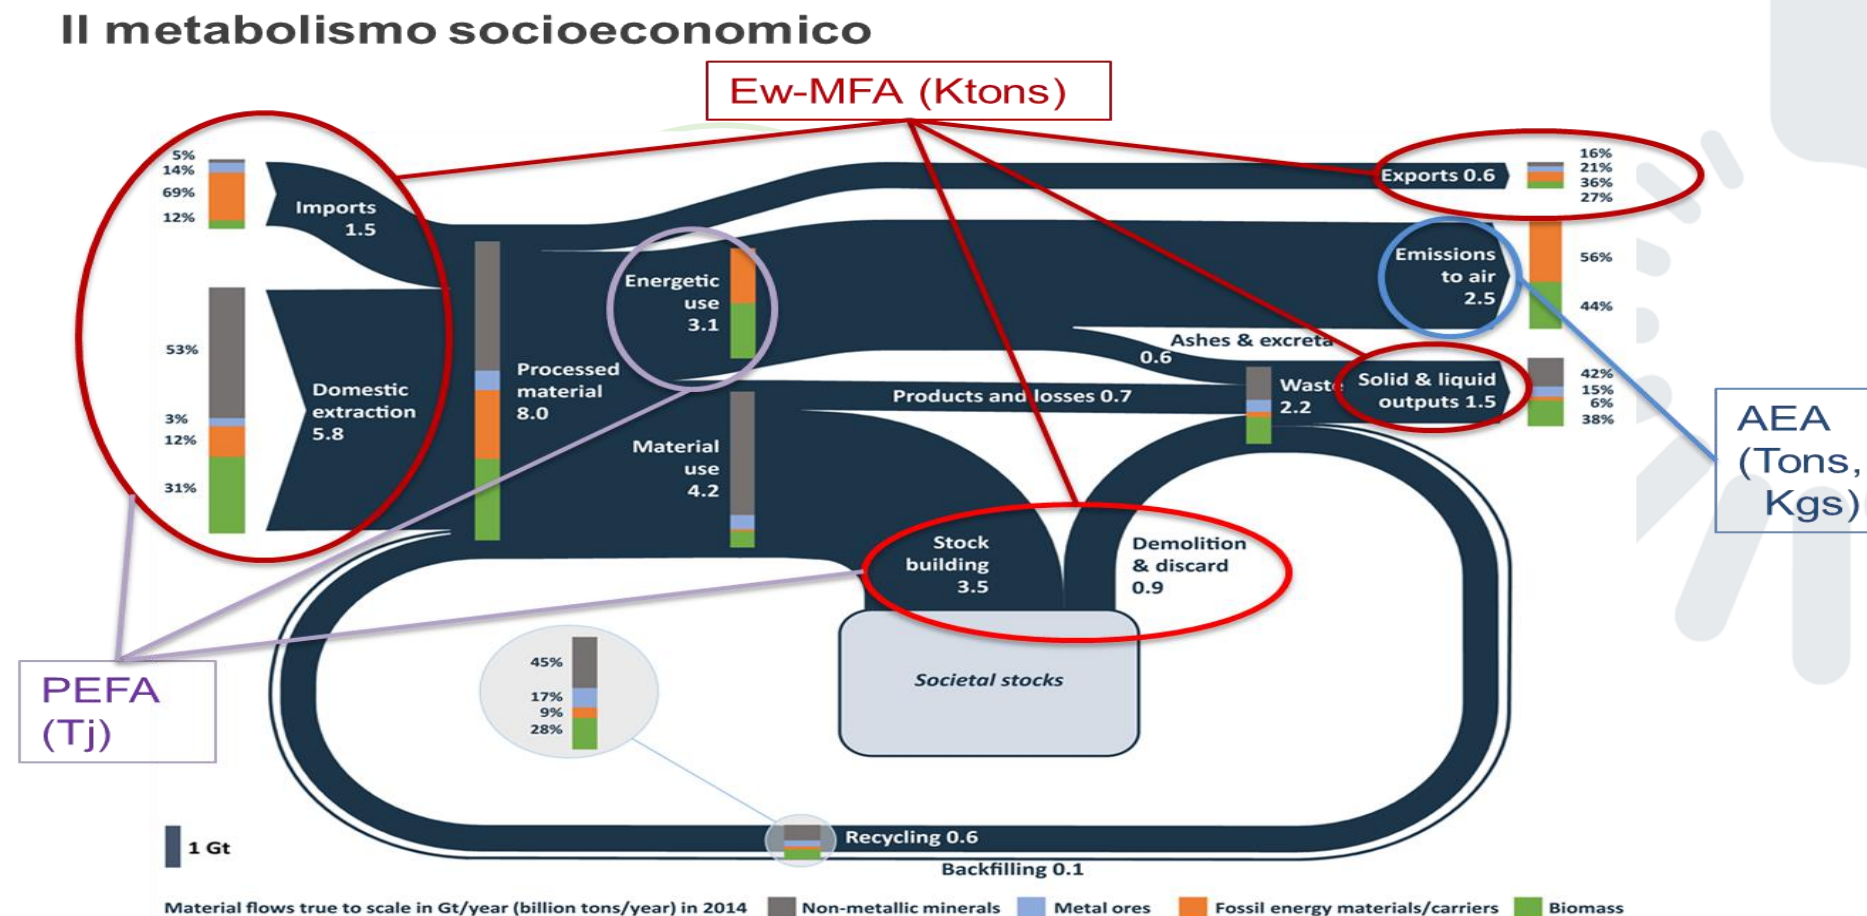 Il metabolismo socioeconomico
Ew-MFA (Ktons)
5%
14%
69%
12%
Imports
1.5
53%
3%
12%
31%
Domestic
extraction
5.8
Processed
material
8.0
Energetic
use
3.1
Material
use
4.2
Exports 0.6
16%
21%
36%
27%
Emissions
to air
2.5
56%
44%
Ashes & excreta
0.6
Products and losses 0.7
Waste
2.2
Solid & liquid
outputs 1.5
42%
15%
6%
38%
AEA
(Tons,
Kgs)
Stock
building
3.5
Demolition
& discard
0.9
Societal stocks
PEFA
(Tj)
45%
17%
9%
28%
Recycling 0.6
Backfilling 0.1
1 Gt
Material flows true to scale in Gt/year (billion tons/year) in 2014 Non-metallic minerals Metal ores Fossil energy materials/carriers Biomass